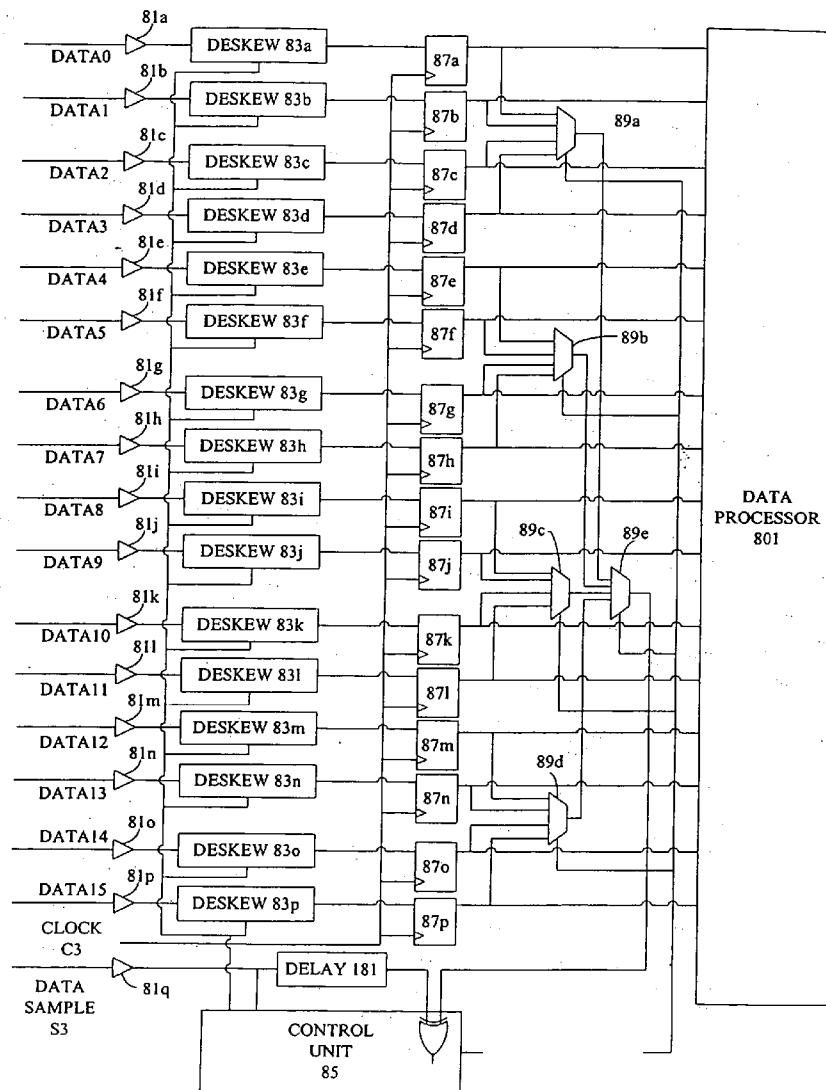 81a
DATA0
DESKEW 83a
87a
81b
DATA1
DESKEW 83b
87b
89a
81c
DATA2
DESKEW 83c
87c
81d
DATA3
DESKEW 83d
87d
81e
DATA4
DESKEW 83e
87e
81f
DATA5
DESKEW 83f
87f
89b
81g
DATA6
DESKEW 83g
87g
81h
DATA7
DESKEW 83h
87h
81i
DATA8
DESKEW 83i
87i
DATA
PROCESSOR
801
81j
DATA9
DESKEW 83j
87j
89c
89e
81k
DATA10
DESKEW 83k
87k
81l
DATA11
DESKEW 83l
87l
81m
DATA12
DESKEW 83m
87m
81n
DATA13
DESKEW 83n
87n
89d
81o
DATA14
DESKEW 83o
87o
81p
DATA15
DESKEW 83p
87p
CLOCK
C3
81q
DATA
SAMPLE
S3
DELAY 181
CONTROL
UNIT
85